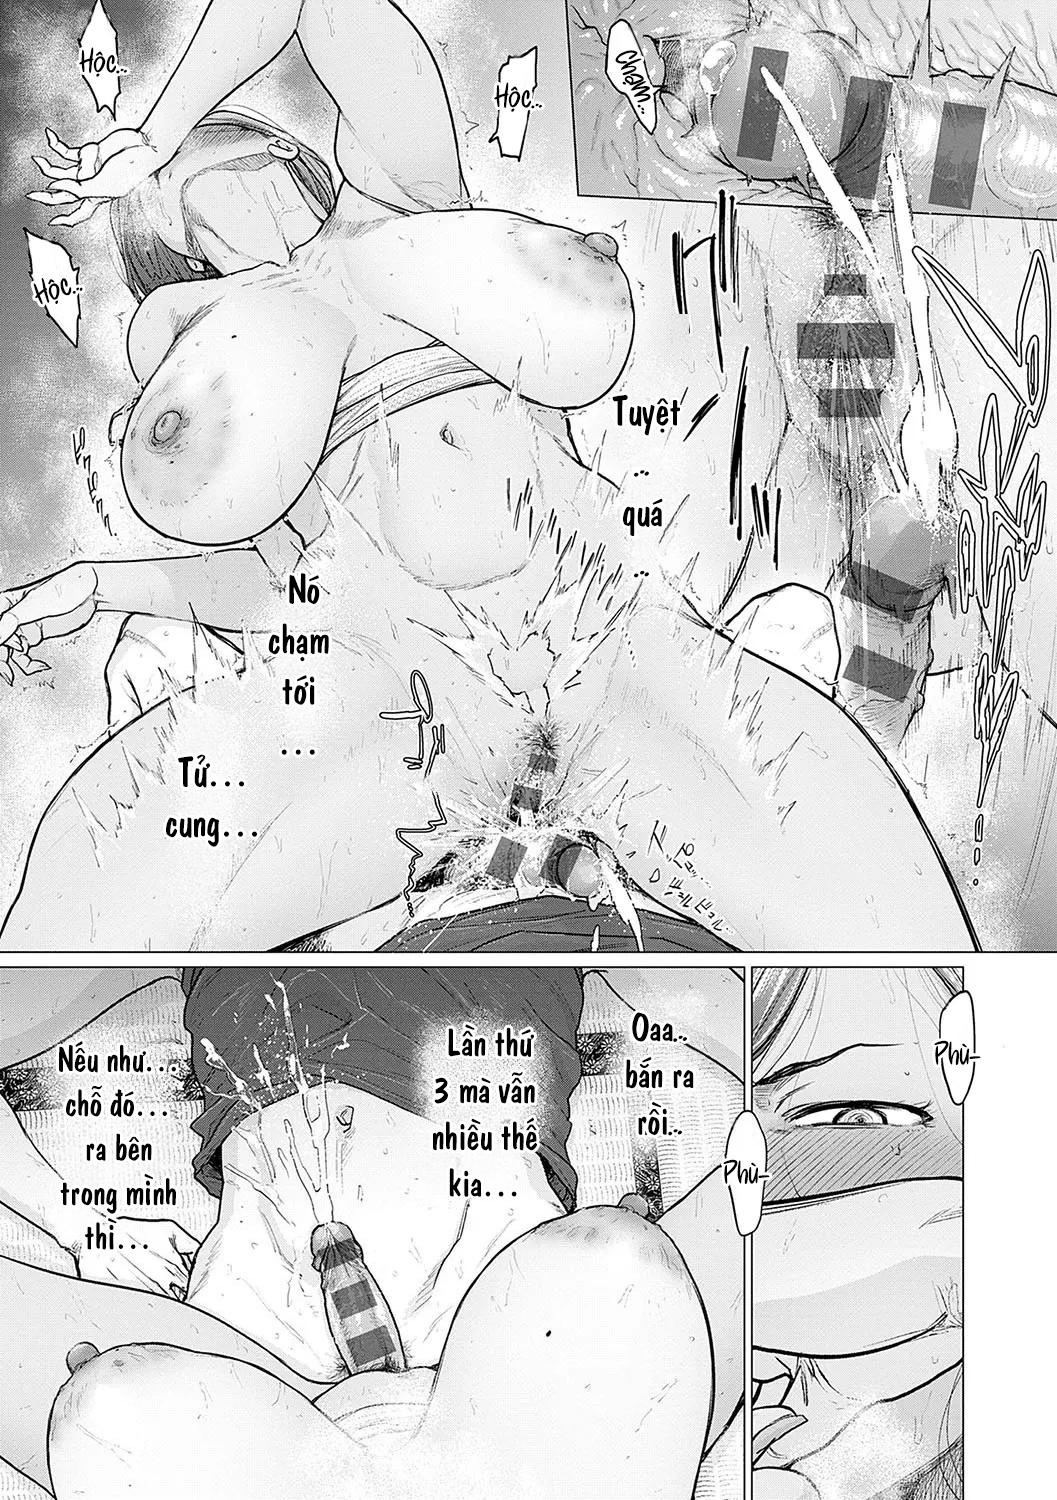 Chạm...
Hộc...
Hộc...
Hộc...
Tuyệt
...
quá
...
Nó
chạm
tới
...
Tử...
cung...
Phù-
Phù-
Oaa...
bắn ra
rồi...
Lần thứ
3 mà vẫn
nhiều thế
kia...
Nếu như...
chỗ đó...
ra bên
trong mình
thì...